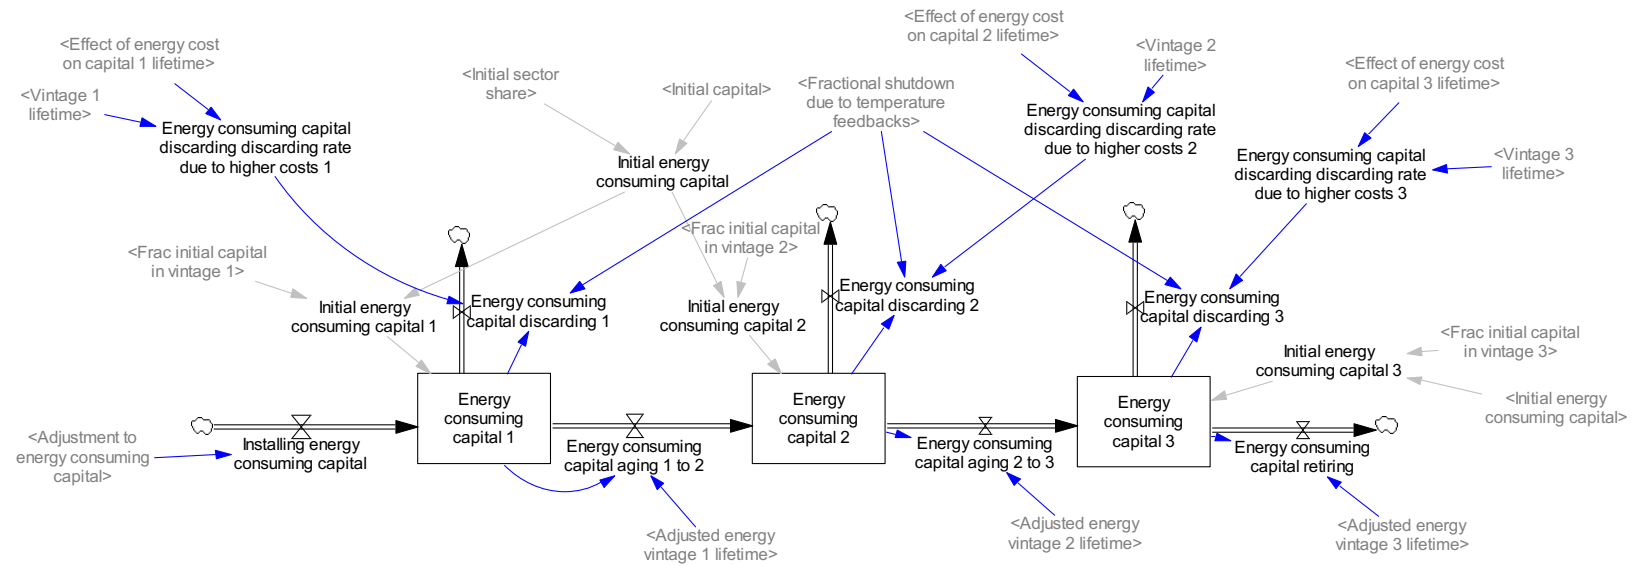 <Effect of energy cost
on capital 1 lifetime>
<Vintage 1
lifetime>
Energy consuming capital
discarding discarding rate
due to higher costs 1
<Initial sector
share>
<Initial capital>
Initial energy
consuming capital
<Fractional shutdown
due to temperature
feedbacks>
<Effect of energy cost
on capital 2 lifetime>
<Vintage 2
lifetime>
Energy consuming capital
discarding discarding rate
due to higher costs 2
<Effect of energy cost
on capital 3 lifetime>
Energy consuming capital
discarding discarding rate
due to higher costs 3
<Vintage 3
lifetime>
<Frac initial capital
in vintage 1>
Initial energy
consuming capital 1
Energy consuming
capital discarding 1
<Frac initial capital
in vintage 2>
Initial energy
consuming capital 2
Energy consuming
capital discarding 2
Energy consuming
capital discarding 3
Initial energy
consuming capital 3
<Frac initial capital
in vintage 3>
<Initial energy
consuming capital>
<Adjustment to
energy consuming
capital>
Installing energy
consuming capital
Energy
consuming
capital 1
Energy consuming
capital aging 1 to 2
Energy
consuming
capital 2
Energy consuming
capital aging 2 to 3
Energy
consuming
capital 3
Energy consuming
capital retiring
<Adjusted energy
vintage 1 lifetime>
<Adjusted energy
vintage 2 lifetime>
<Adjusted energy
vintage 3 lifetime>